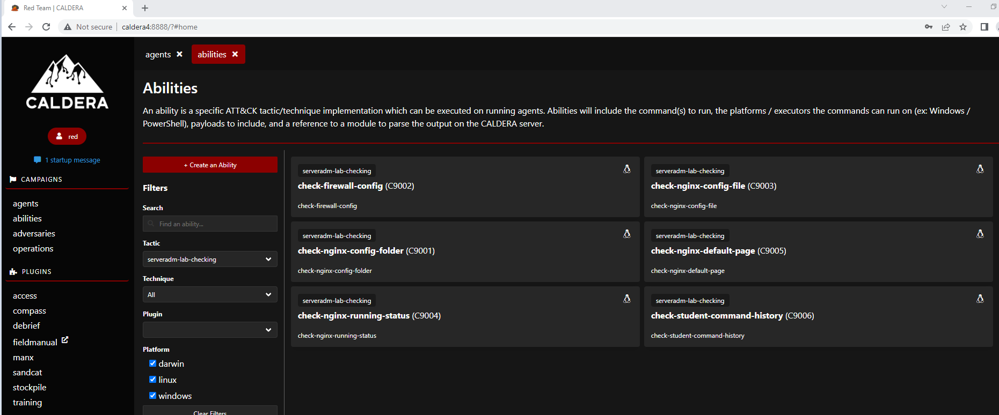 Red Team | CALDERA
Not secure
caldera4:8888/?#home
CALDERA
red
1 startup message
CAMPAIGNS
agents
abilities
adversaries
operations
PLUGINS
access
compass
debrief
fieldmanual
manx
sandcat
stockpile
training
agents
abilities
Abilities
An ability is a specific ATT&CK tactic/technique implementation which can be executed on running agents. Abilities will include the command(s) to run, the platforms / executors the commands can run on (ex: Windows /
PowerShell), payloads to include, and a reference to a module to parse the output on the CALDERA server.
+ Create an Ability
Filters
Search
Find an ability...
Tactic
serveradm-lab-checking
Technique
All
Plugin
Platform
darwin
linux
windows
Clear Filters
serveradm-lab-checking
check-firewall-config (C9002)
check-firewall-config
serveradm-lab-checking
check-nginx-config-file (C9003)
check-nginx-config-file
serveradm-lab-checking
check-nginx-config-folder (C9001)
check-nginx-config-folder
serveradm-lab-checking
check-nginx-default-page (C9005)
check-nginx-default-page
serveradm-lab-checking
check-nginx-running-status (C9004)
check-nginx-running-status
serveradm-lab-checking
check-student-command-history (C9006)
check-student-command-history